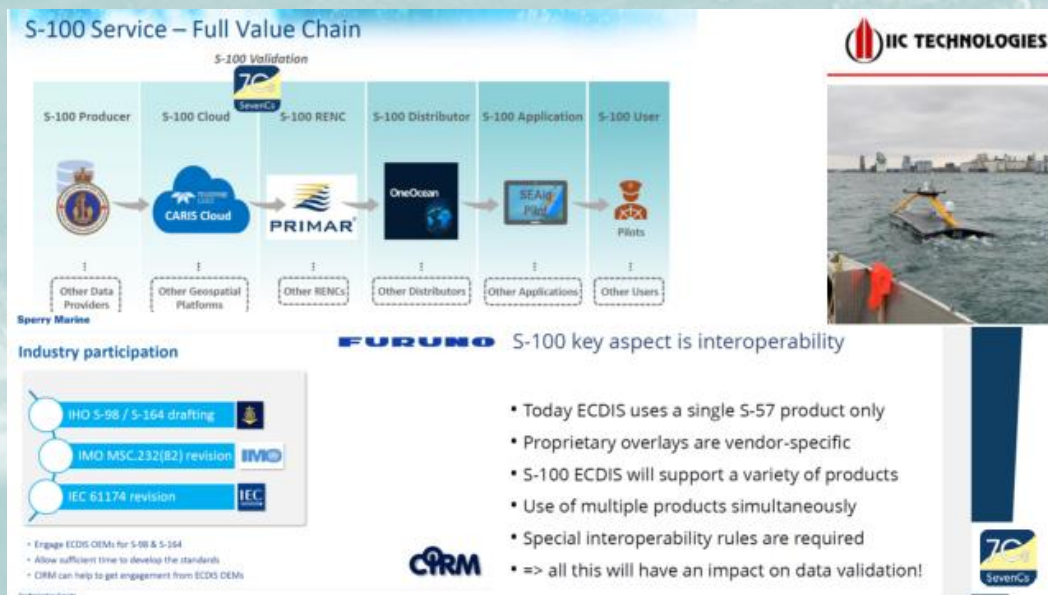 S-100 Service – Full Value Chain
S-100 Validation
7Cs
SevenCs
S-100 Producer
S-100 Cloud
S-100 RENC
S-100 Distributor
S-100 Application
S-100 User
CARIS Cloud
PRIMAR
OneOcean
SEAiq
Pilot
Pilots
Other Data
Providers
Other Geospatial
Platforms
Other RENCs
Other Distributors
Other Applications
Other Users
IIC TECHNOLOGIES
Sperry Marine
Industry participation
IHO S-98 / S-164 drafting
IMO MSC.232(82) revision
IMO
IEC 61174 revision
IEC
• Engage ECDIS OEMs for S-98 & S-164
• Allow sufficient time to develop the standards
• CIRM can help to get engagement from ECDIS OEMs
CIRM
FURUNO
S-100 key aspect is interoperability
• Today ECDIS uses a single S-57 product only
• Proprietary overlays are vendor-specific
• S-100 ECDIS will support a variety of products
• Use of multiple products simultaneously
• Special interoperability rules are required
• => all this will have an impact on data validation!
7Cs
SevenCs